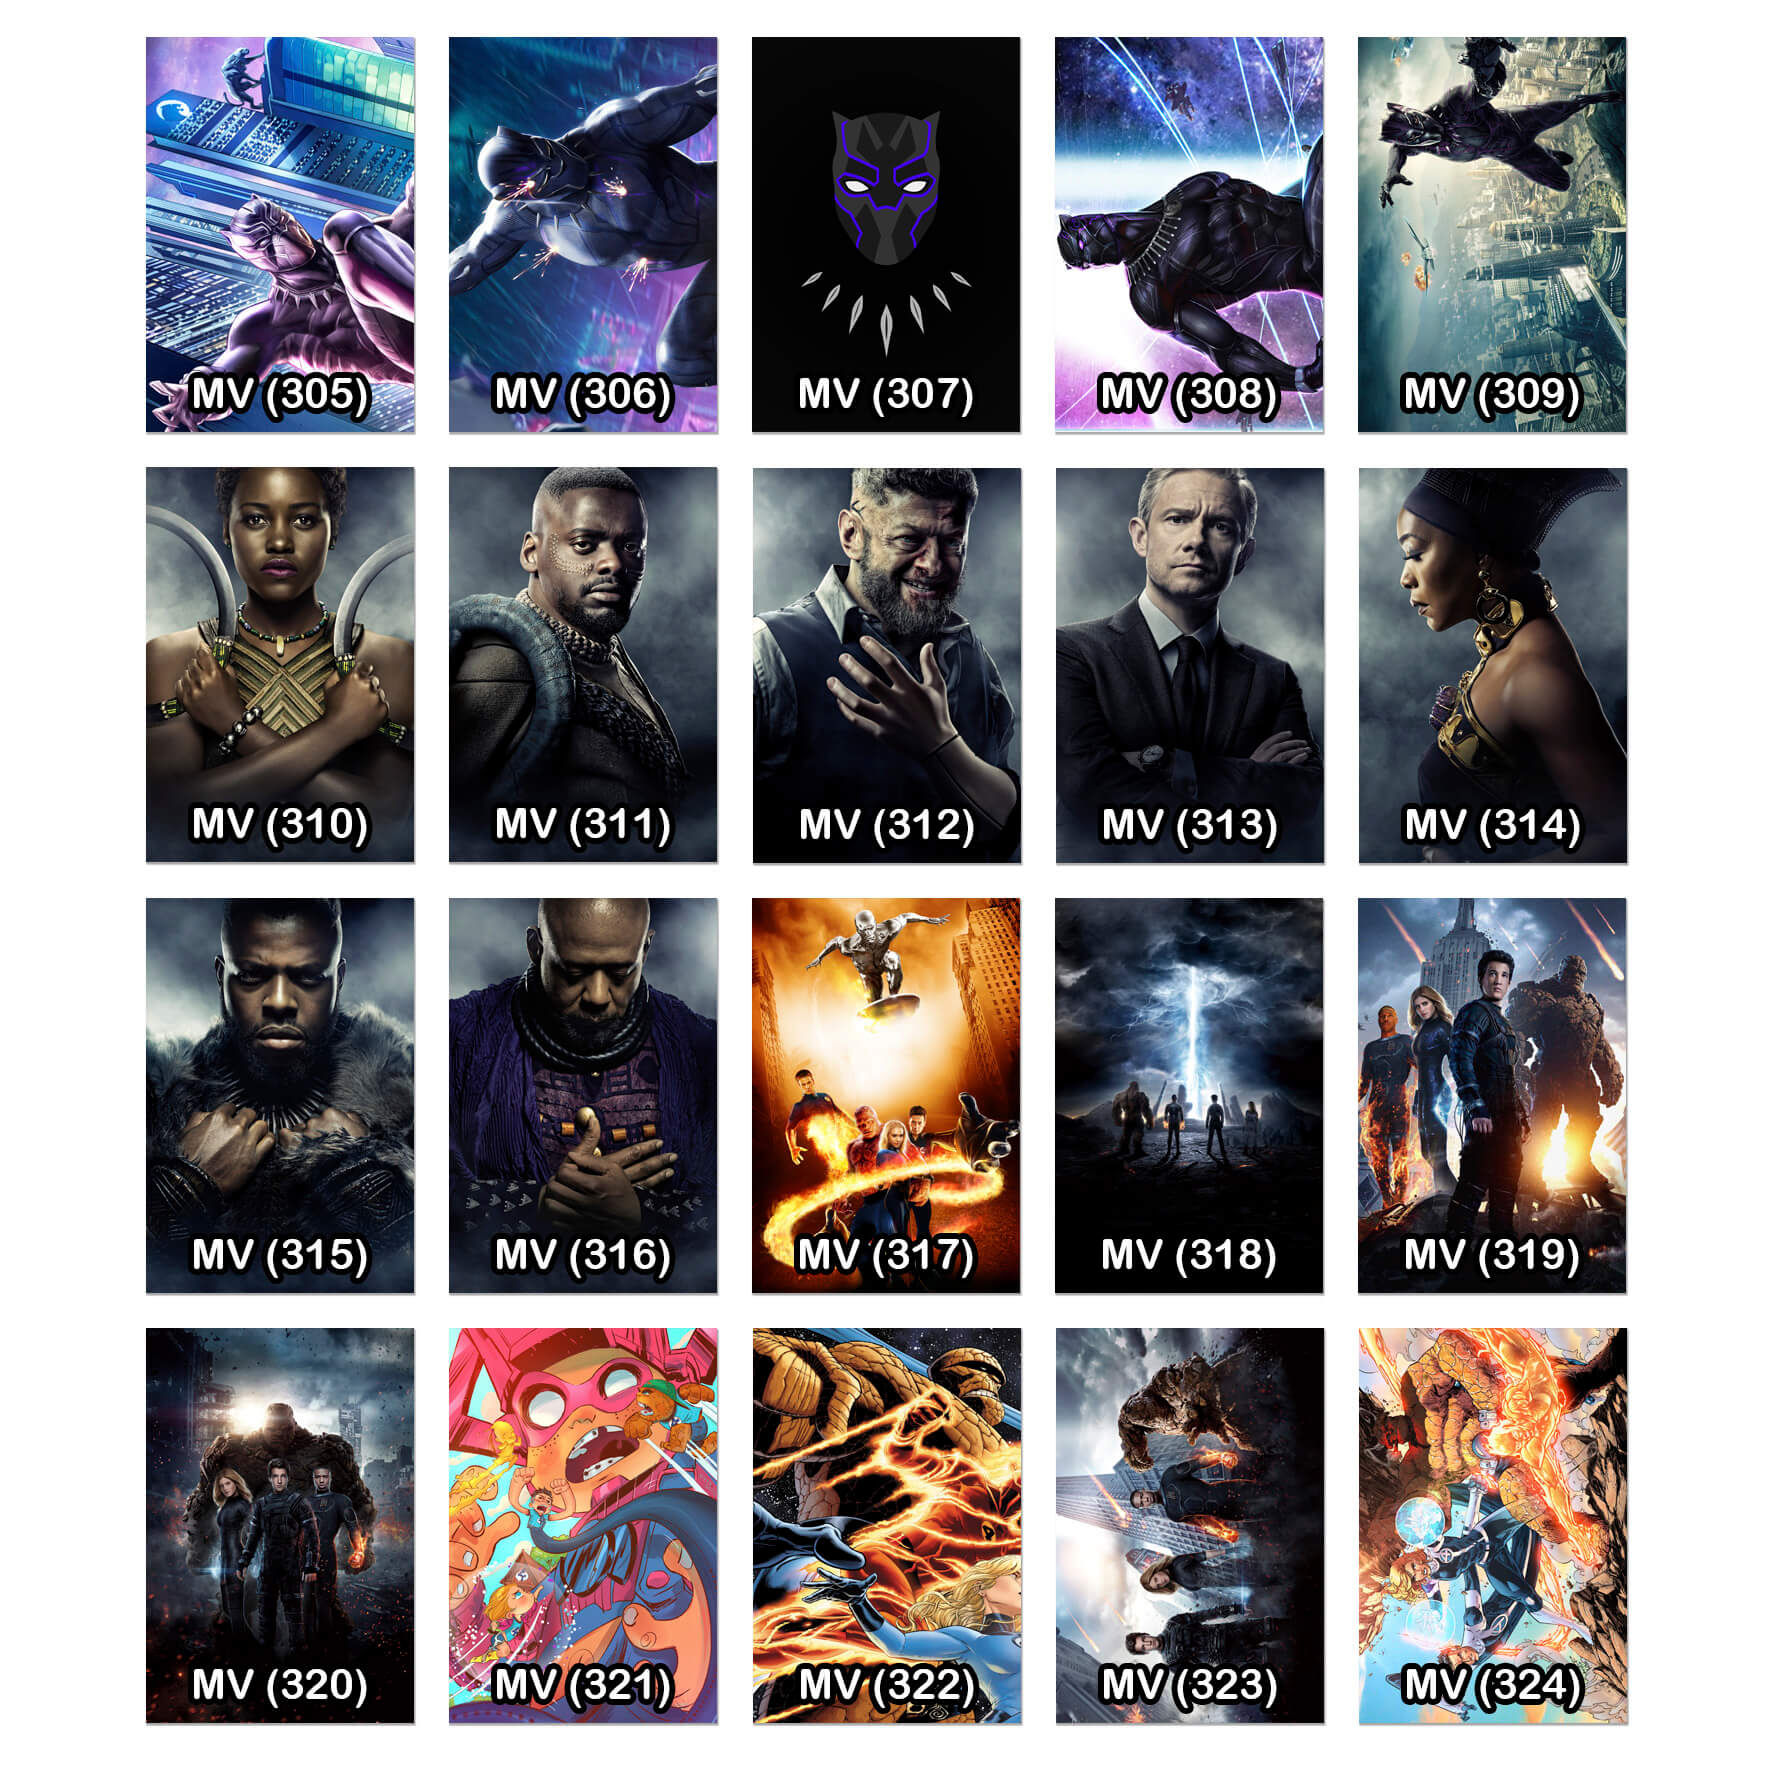 MV (305)
MV (306)
MV (307)
MV (308)
MV (309)
MV (310)
MV (311)
MV (312)
MV (313)
MV (314)
MV (315)
MV (316)
MV (317)
MV (318)
MV (319)
MV (320)
MV (321)
MV (322)
MV (323)
MV (324)